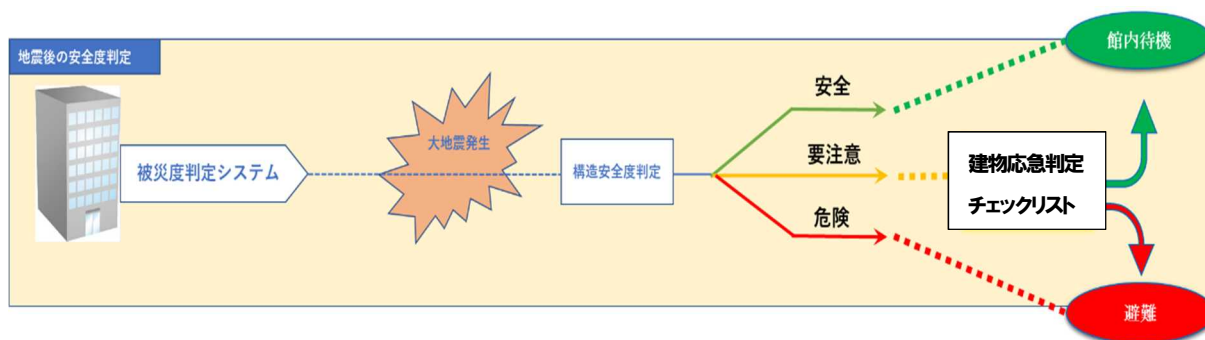 地震後の安全度判定
被災度判定システム
大地震発生
構造安全度判定
安全
要注意
危険
建物応急判定
チェックリスト
館内待機
避難